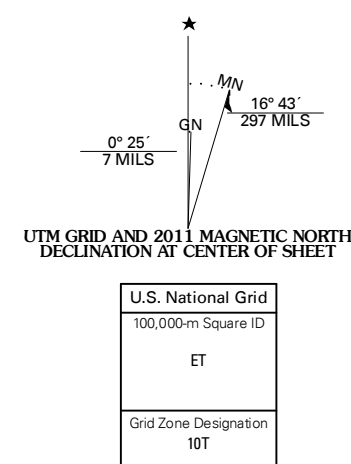 ★
MN
16° 43´
297 MILS
GN
0° 25´
7 MILS
UTM GRID AND 2011 MAGNETIC NORTH
DECLINATION AT CENTER OF SHEET
U.S. National Grid
100,000-m Square ID
ET
Grid Zone Designation
10T